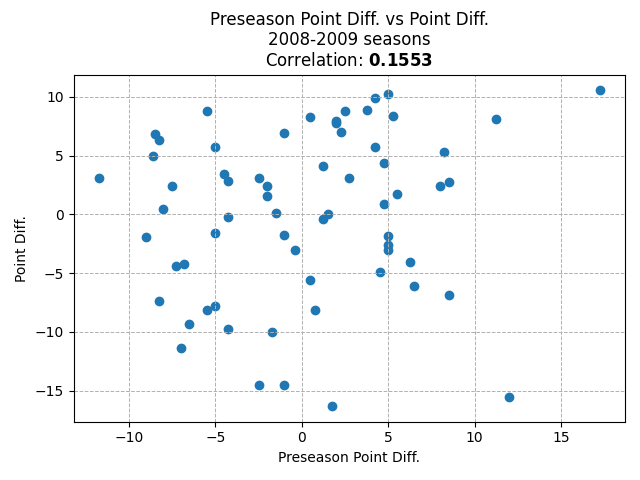 Preseason Point Diff. vs Point Diff.
2008-2009 seasons
Correlation: 0.1553
Point Diff.
10
5
0
−5
−10
−15
−10
−5
0
5
10
15
Preseason Point Diff.